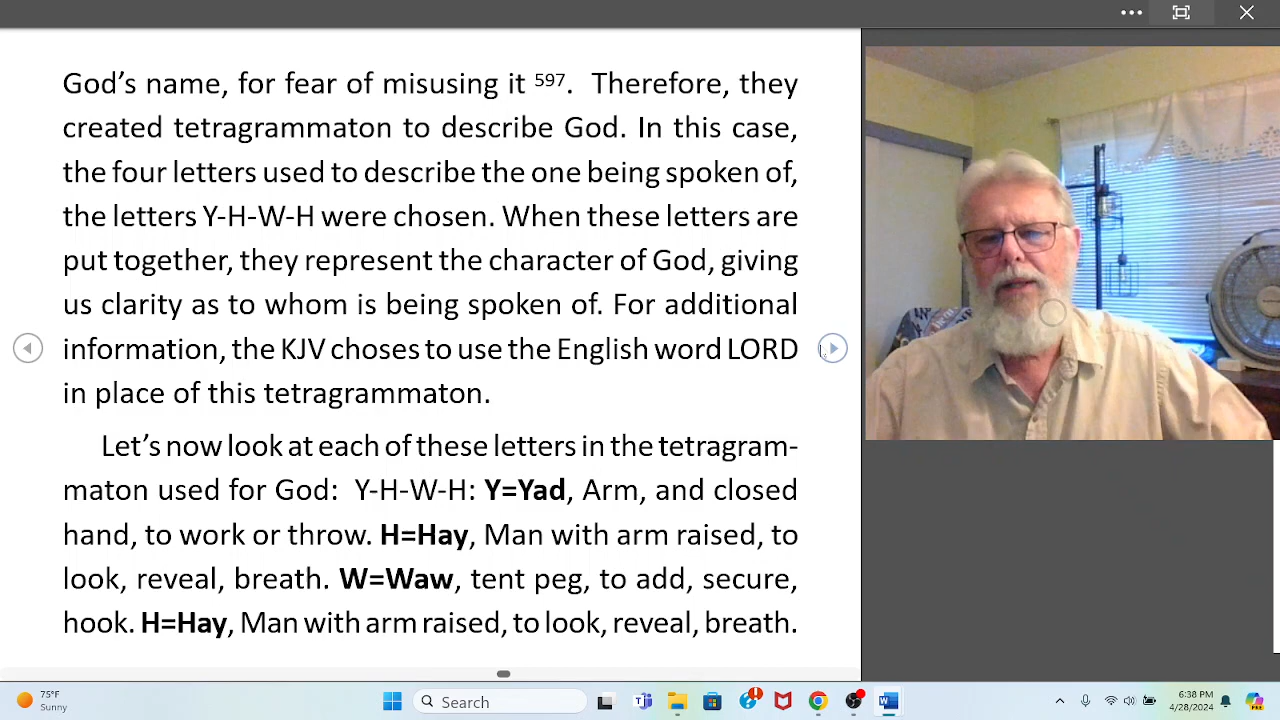 God's name, for fear of misusing it 597. Therefore, they
created tetragrammaton to describe God. In this case,
the four letters used to describe the one being spoken of,
the letters Y-H-W-H were chosen. When these letters are
put together, they represent the character of God, giving
us clarity as to whom is being spoken of. For additional
information, the KJV choses to use the English word LORD
in place of this tetragrammaton.
Let's now look at each of these letters in the tetragram-
maton used for God: Y-H-W-H: Y=Yad, Arm, and closed
hand, to work or throw. H=Hay, Man with arm raised, to
look, reveal, breath. W=Waw, tent peg, to add, secure,
hook. H=Hay, Man with arm raised, to look, reveal, breath.
75°F
Sunny
Search
6:38 PM
4/28/2024